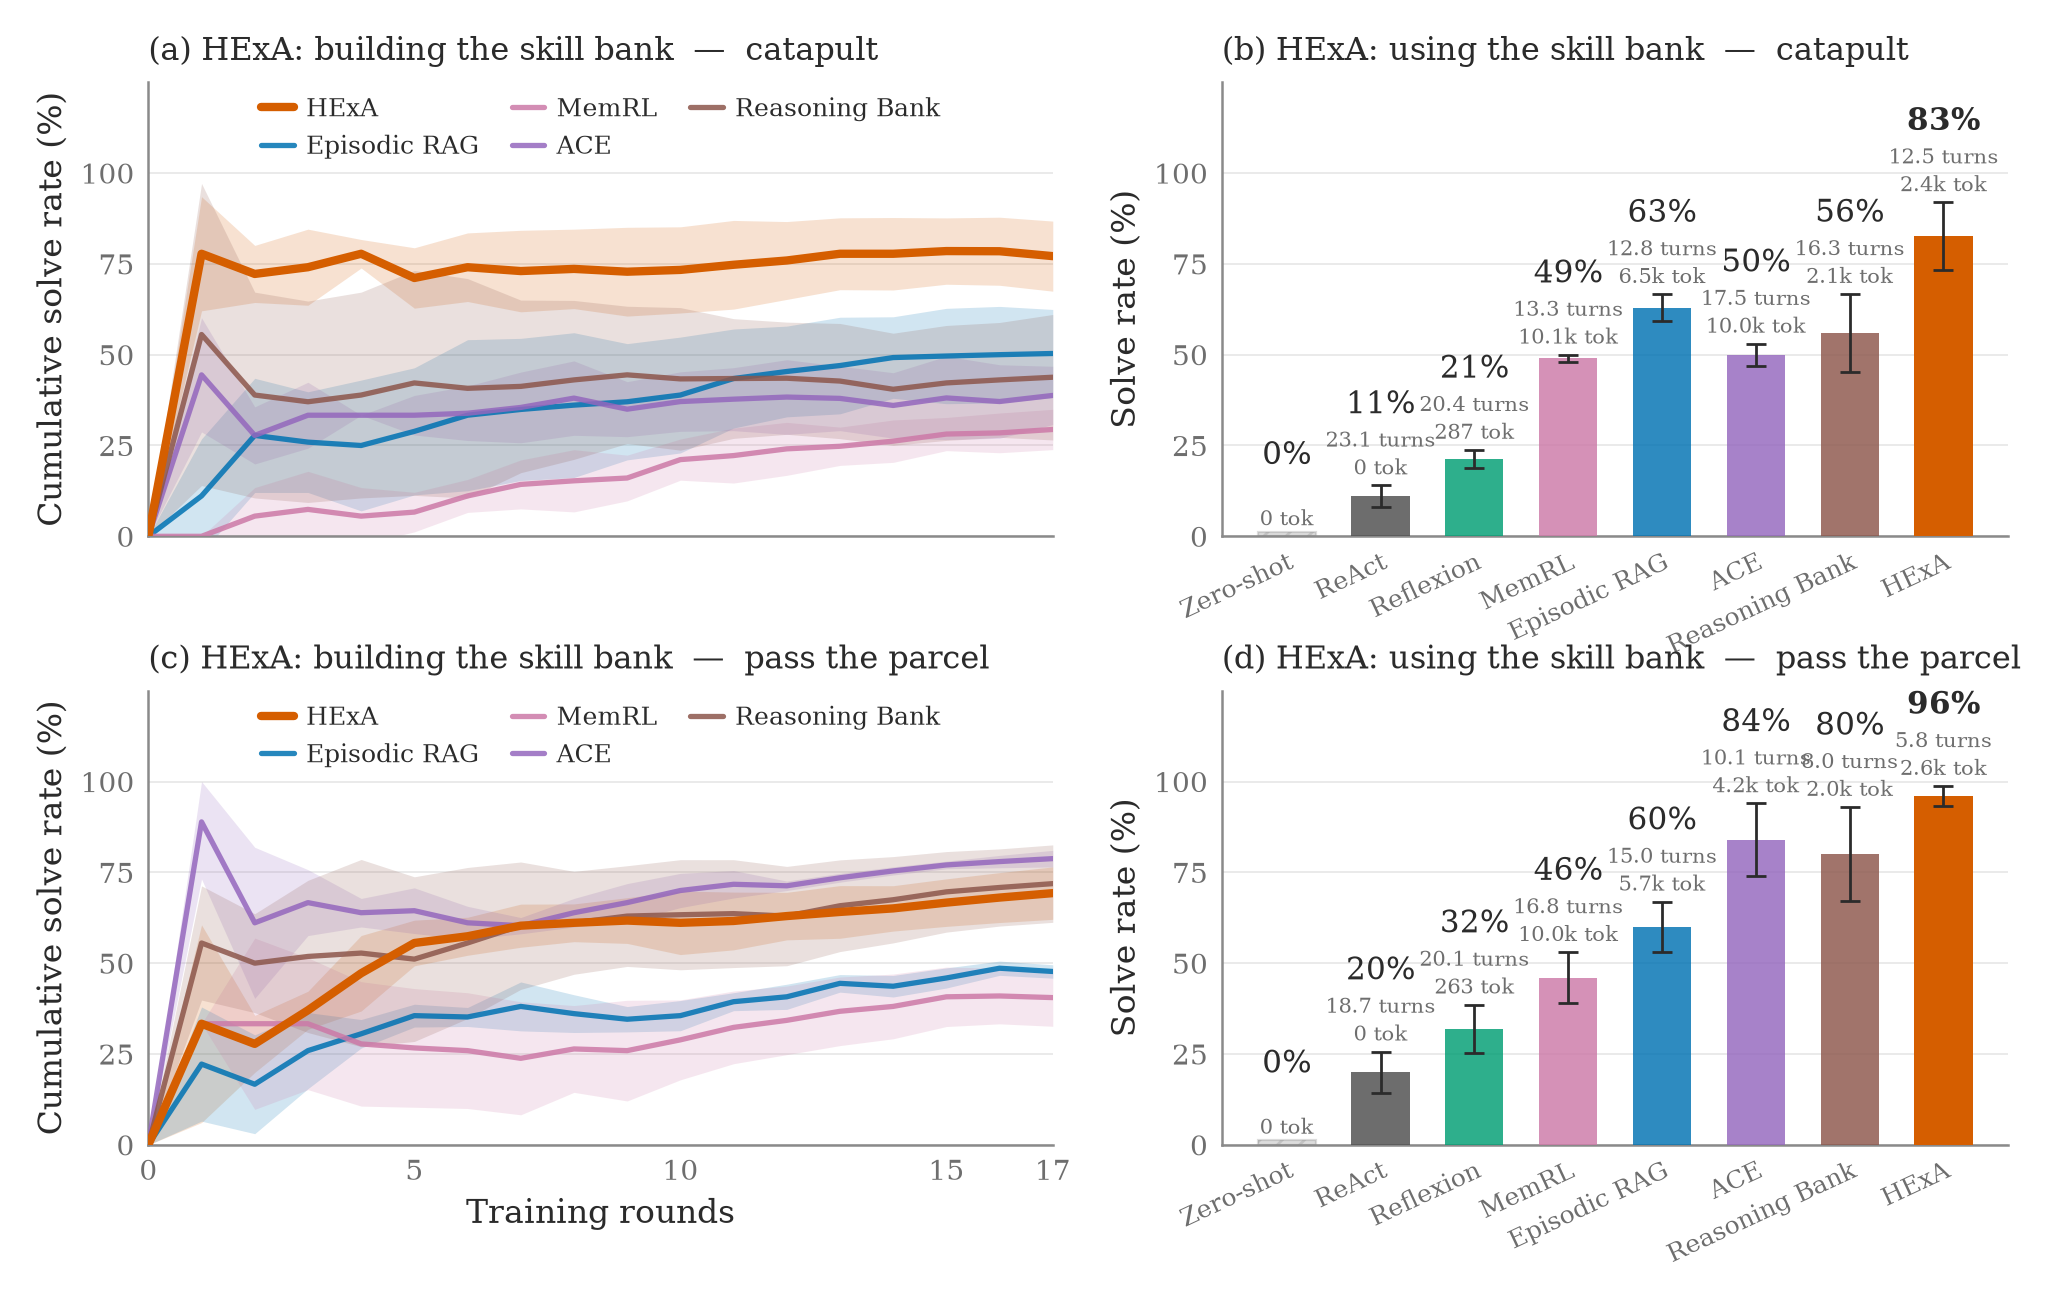 (a) HExA: building the skill bank — catapult
Cumulative solve rate (%)
HExA
Episodic RAG
MemRL
ACE
Reasoning Bank
100
75
50
25
0
(b) HExA: using the skill bank — catapult
Solve rate (%)
100
75
50
25
0
0%
0 tok
11%
23.1 turns
0 tok
21%
20.4 turns
287 tok
49%
13.3 turns
10.1k tok
63%
12.8 turns
6.5k tok
50%
17.5 turns
10.0k tok
56%
16.3 turns
2.1k tok
83%
12.5 turns
2.4k tok
Zero-shot
ReAct
Reflexion
MemRL
Episodic RAG
ACE
Reasoning Bank
HExA
(c) HExA: building the skill bank — pass the parcel
Cumulative solve rate (%)
HExA
Episodic RAG
MemRL
ACE
Reasoning Bank
100
75
50
25
0
0
5
10
15
17
Training rounds
(d) HExA: using the skill bank — pass the parcel
Solve rate (%)
100
75
50
25
0
0%
0 tok
20%
18.7 turns
0 tok
32%
20.1 turns
263 tok
46%
16.8 turns
10.0k tok
60%
15.0 turns
5.7k tok
84%
10.1 turns
4.2k tok
80%
8.0 turns
2.0k tok
96%
5.8 turns
2.6k tok
Zero-shot
ReAct
Reflexion
MemRL
Episodic RAG
ACE
Reasoning Bank
HExA